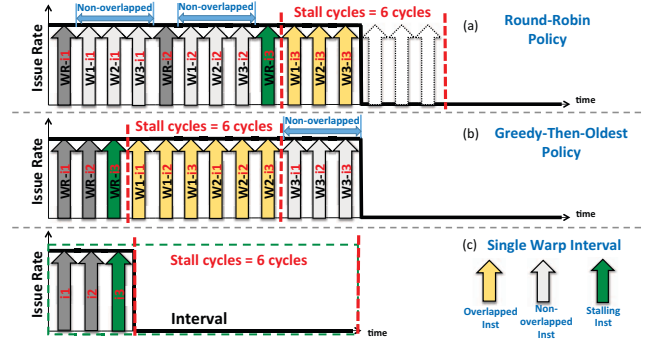 Non-overlapped
Non-overlapped
Stall cycles = 6 cycles
(a)
Round-Robin
Policy
Issue Rate
WR-i1
W1-i1
W2-i1
W3-i1
WR-i2
W1-i2
W2-i2
W3-i2
WR-i3
W1-i3
W2-i3
W3-i3
time
Stall cycles = 6 cycles
Non-overlapped
(b)
Greedy-Then-Oldest
Policy
Issue Rate
WR-i1
WR-i2
WR-i3
W1-i1
W1-i2
W1-i3
W2-i1
W2-i2
W2-i3
W3-i1
W3-i2
W3-i3
time
Stall cycles = 6 cycles
(c)
Single Warp Interval
Issue Rate
i1
i2
i3
Interval
time
Overlapped
Inst
Non-
overlapped
Inst
Stalling
Inst